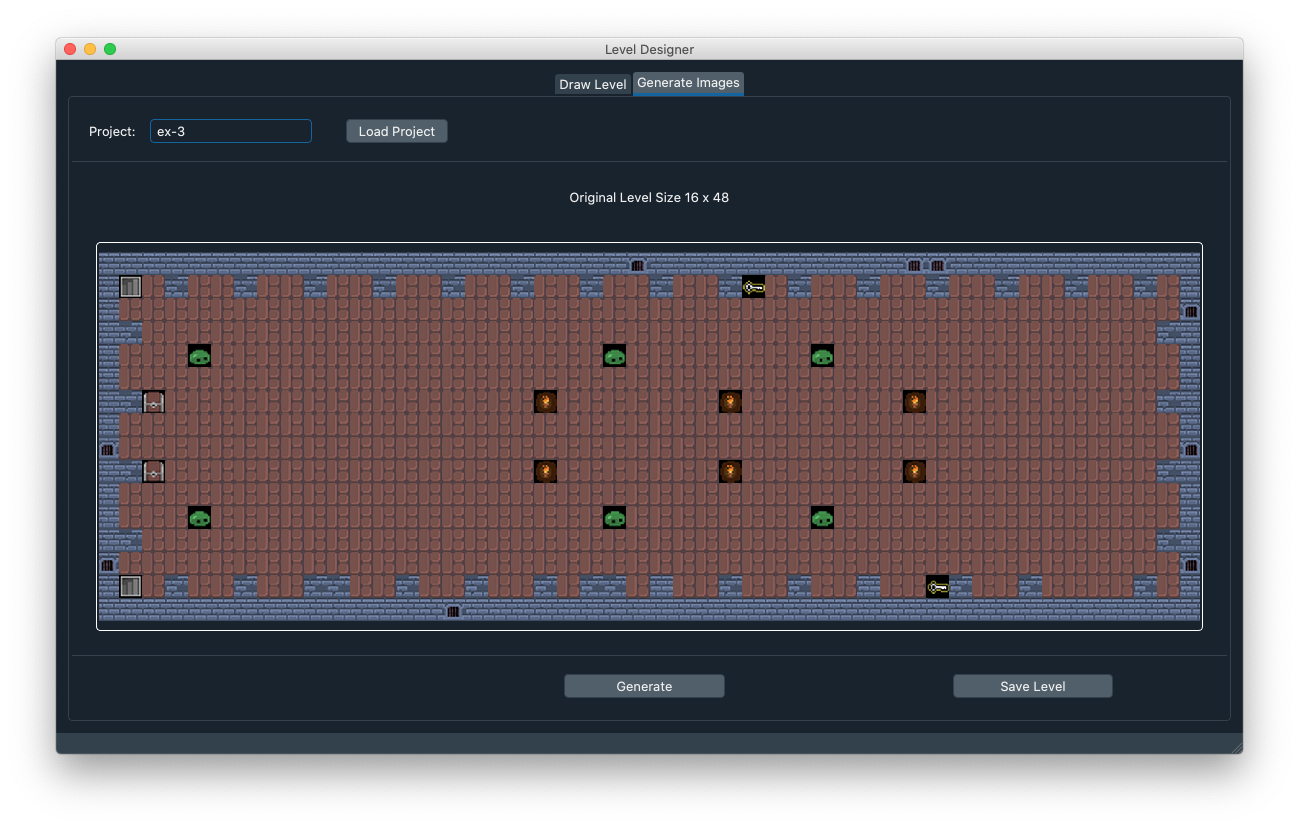 Level Designer
Draw Level Generate Images
Project: ex-3 Load Project
Original Level Size 16 x 48
Generate Save Level